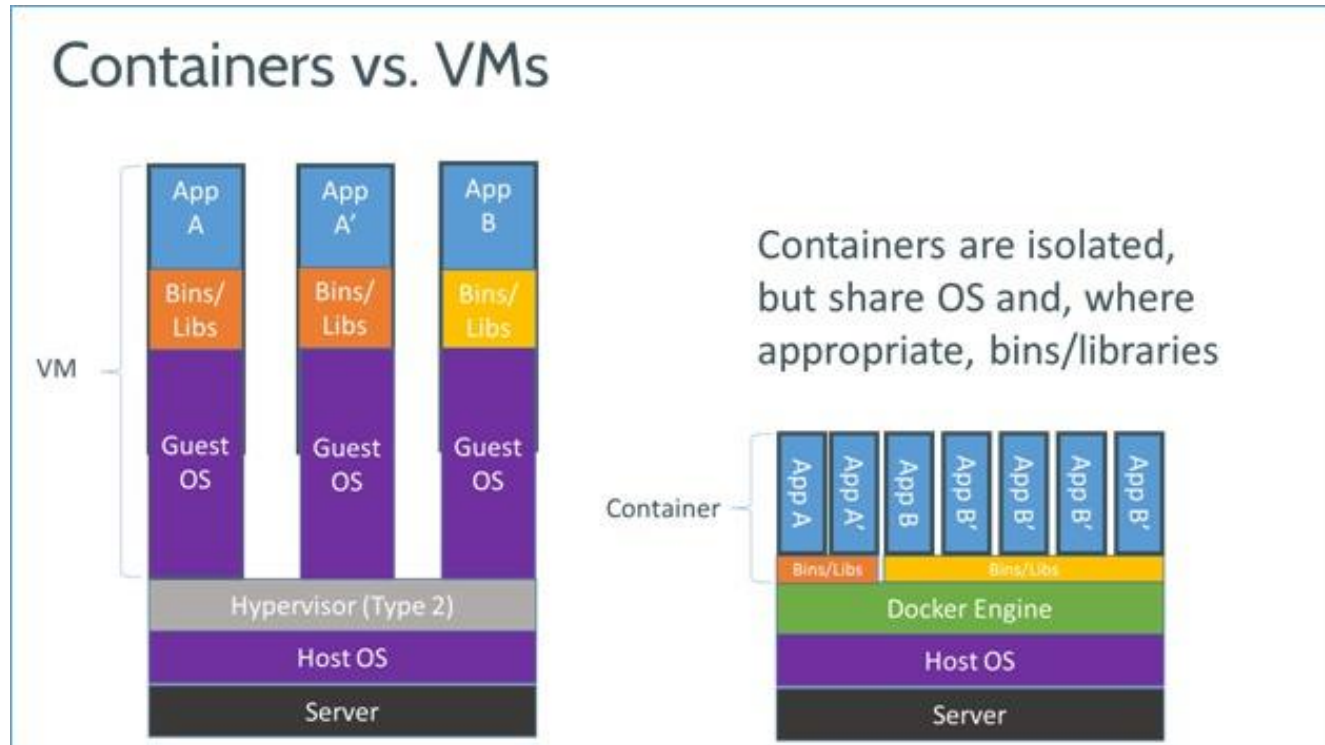 Containers vs. VMs
VM
App
A
Bins/
Libs
Guest
OS
App
A’
Bins/
Libs
Guest
OS
App
B
Bins/
Libs
Guest
OS
Hypervisor (Type 2)
Host OS
Server
Containers are isolated,
but share OS and, where
appropriate, bins/libraries
Container
App A
App A’
App B
App B’
App B’
App B’
App B’
Bins/Libs
Bins/Libs
Docker Engine
Host OS
Server